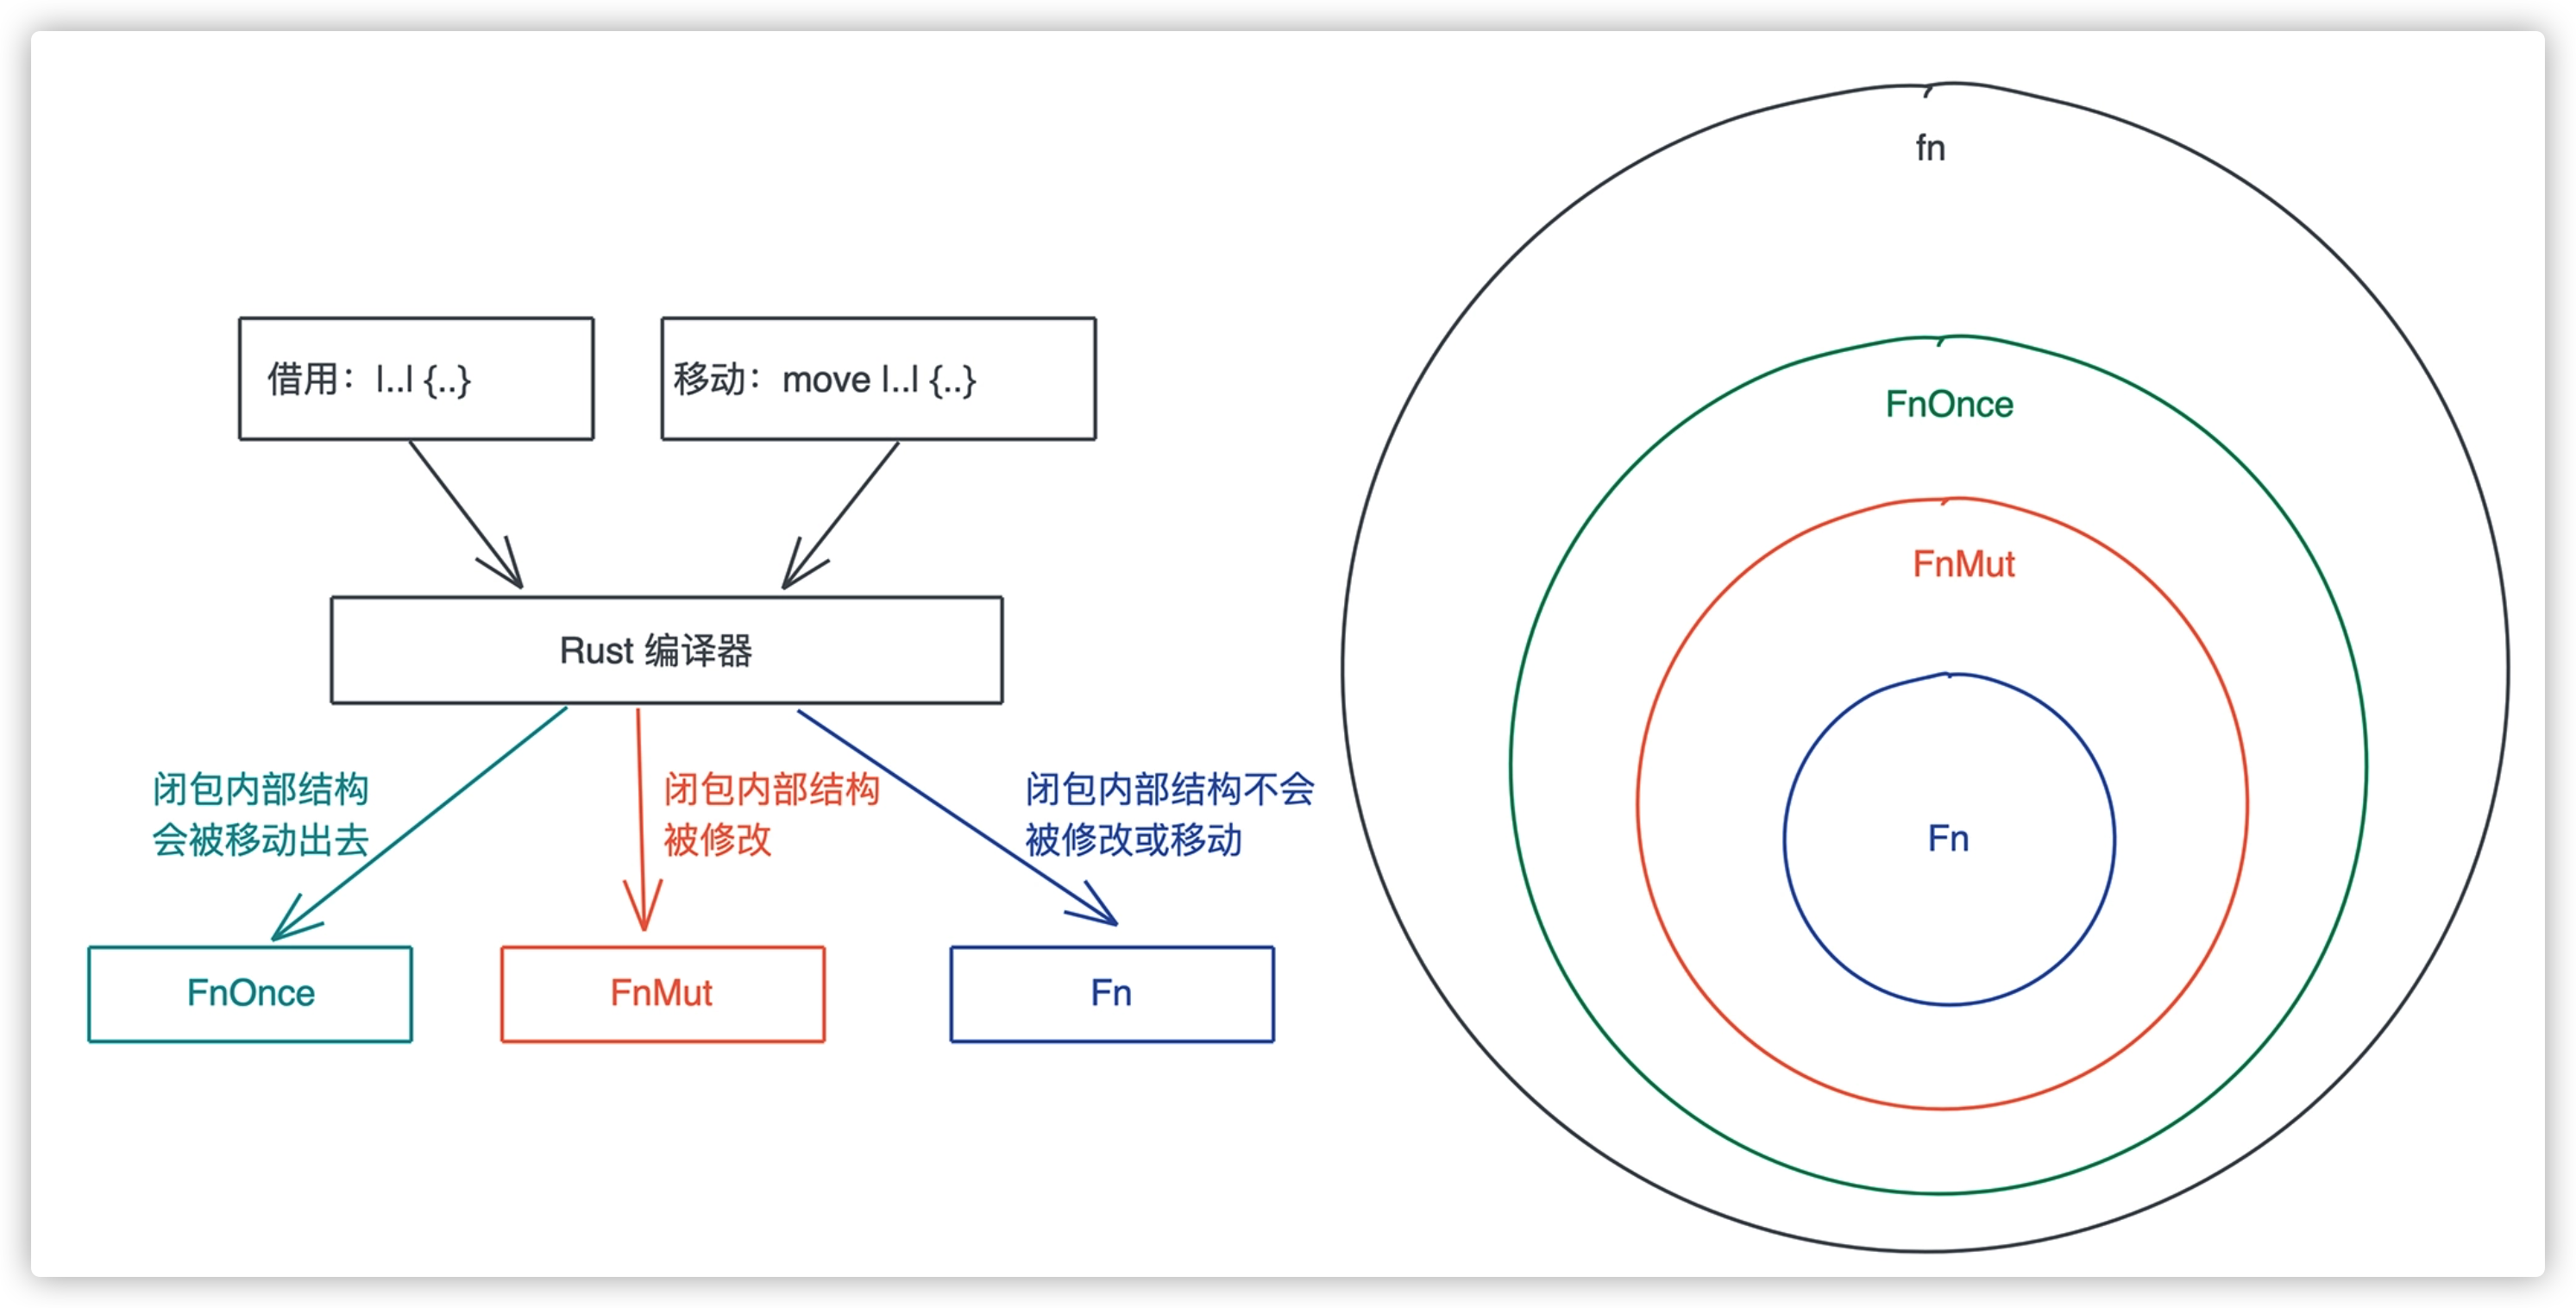 fn
借用：|..| {..}
移动：move |..| {..}
FnOnce
FnMut
Rust 编译器
闭包内部结构
会被移动出去
闭包内部结构
被修改
闭包内部结构不会
被修改或移动
Fn
FnOnce
FnMut
Fn